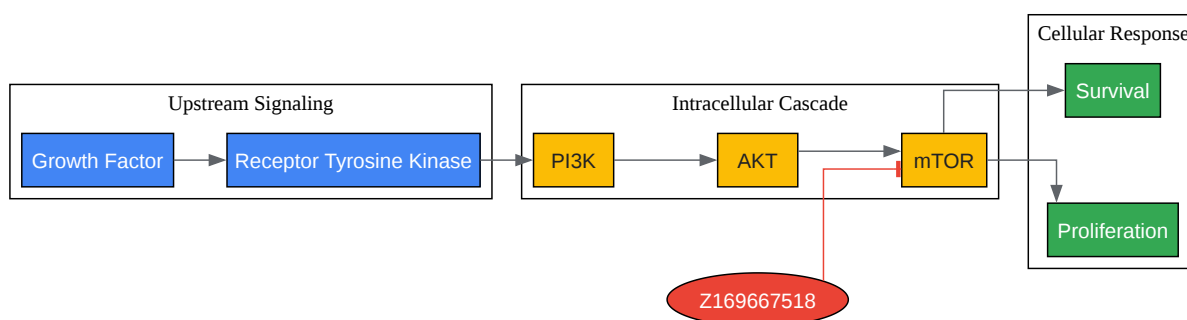 Cellular Response
Survival
Upstream Signaling
Intracellular Cascade
Growth Factor
Receptor Tyrosine Kinase
PI3K
AKT
mTOR
Proliferation
Z169667518